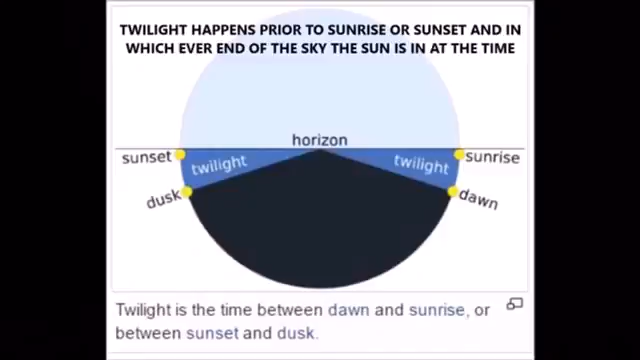 TWILIGHT HAPPENS PRIOR TO SUNRISE OR SUNSET AND IN
WHICH EVER END OF THE SKY THE SUN IS IN AT THE TIME
horizon
sunset
twilight
twilight
sunrise
dusk
dawn
Twilight is the time between dawn and sunrise, or
between sunset and dusk.